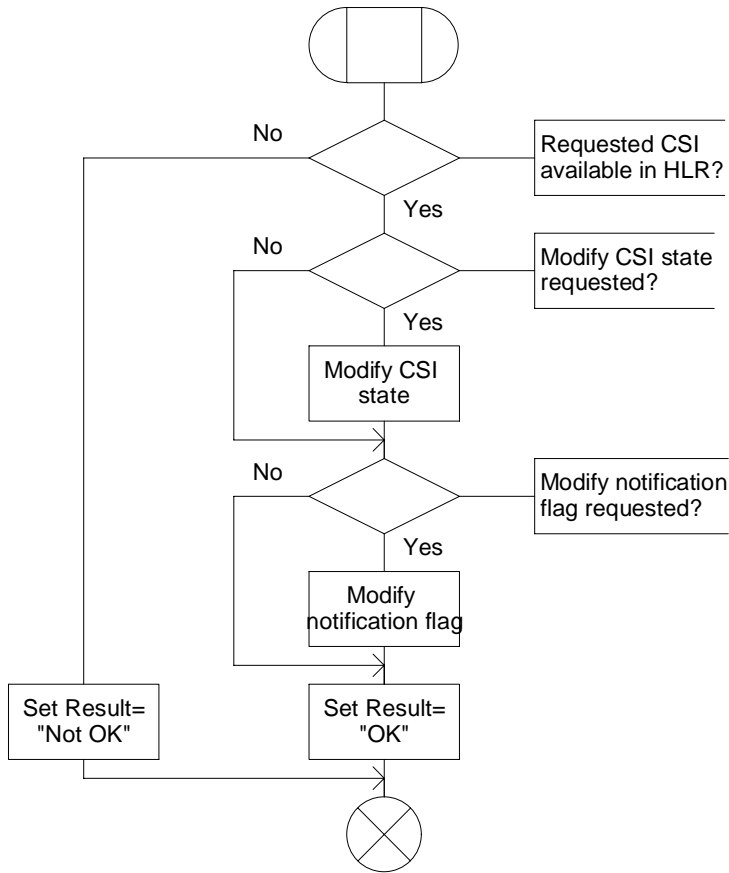 No
Requested CSI
available in HLR?
Yes
No
Modify CSI state
requested?
Yes
Modify CSI
state
No
Modify notification
flag requested?
Yes
Modify
notification flag
Set Result=
"Not OK"
Set Result=
"OK"